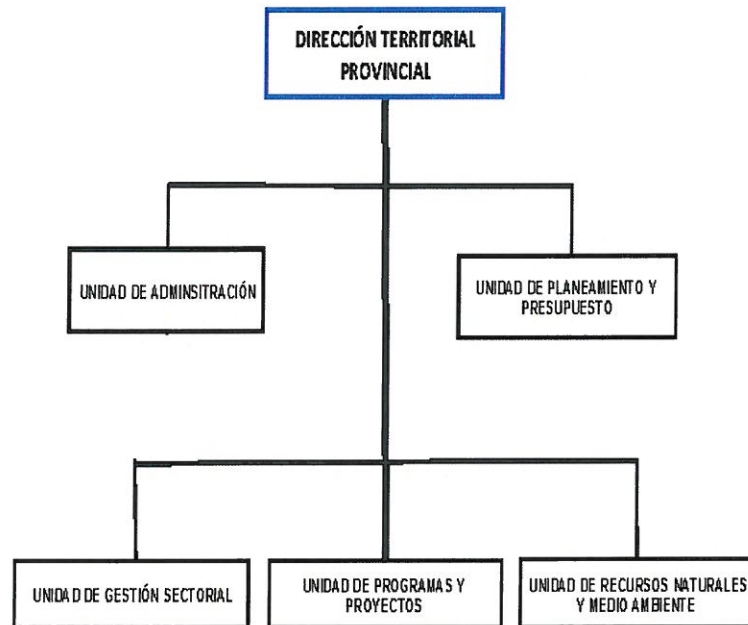 DIRECCIÓN TERRITORIAL
PROVINCIAL
UNIDAD DE ADMINSITRACIÓN
UNIDAD DE PLANEAMIENTO Y
PRESUPUESTO
UNIDAD DE GESTIÓN SECTORIAL
UNIDAD DE PROGRAMAS Y
PROYECTOS
UNIDAD DE RECURSOS NATURALES
Y MEDIO AMBIENTE